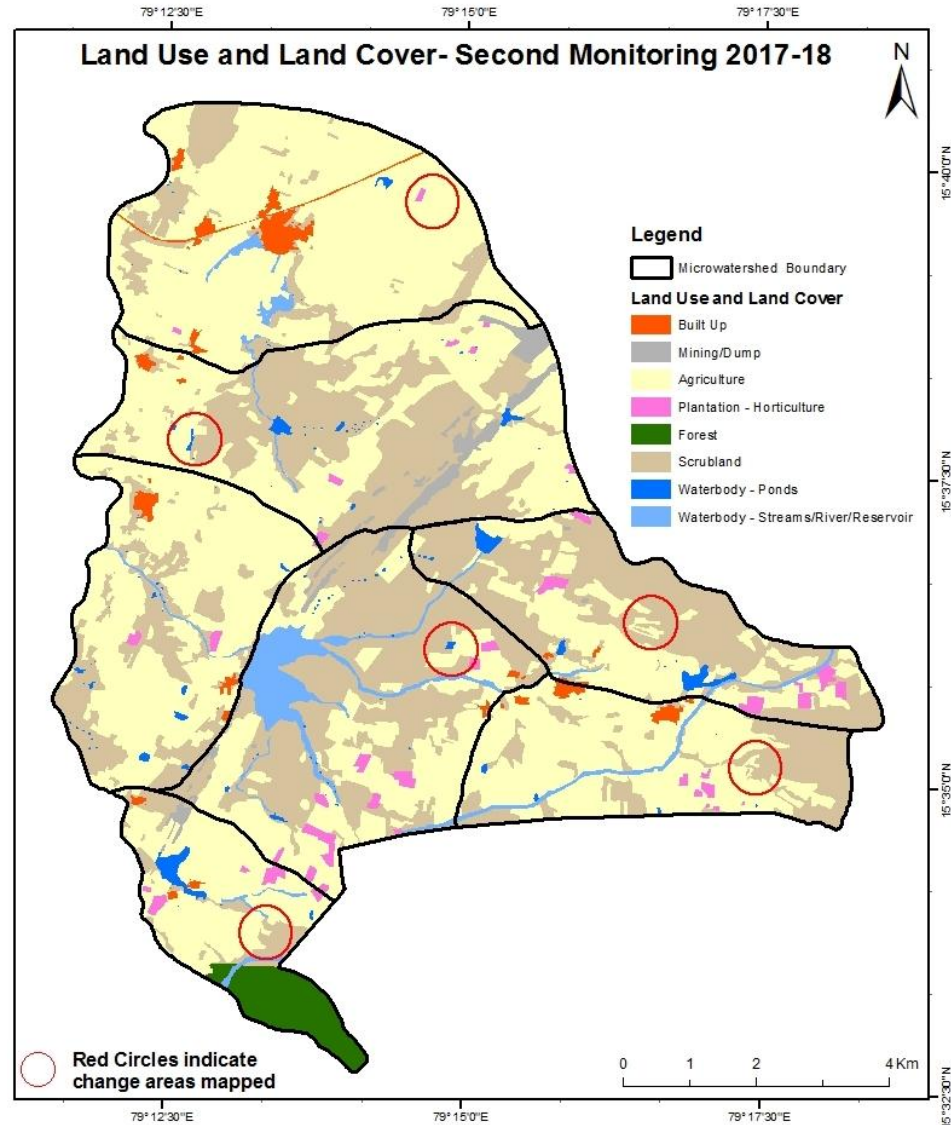 79°12'30"E 79°15'0"E 79°17'30"E
Land Use and Land Cover- Second Monitoring 2017-18
N
15°40'0"N
Legend
Microwatershed Boundary
Land Use and Land Cover
Built Up
Mining/Dump
Agriculture
Plantation - Horticulture
Forest
Scrubland
Waterbody - Ponds
Waterbody - Streams/River/Reservoir
15°37'30"N
15°35'0"N
Red Circles indicate
change areas mapped
0 1 2 4 Km
15°32'30"N
79°12'30"E 79°15'0"E 79°17'30"E